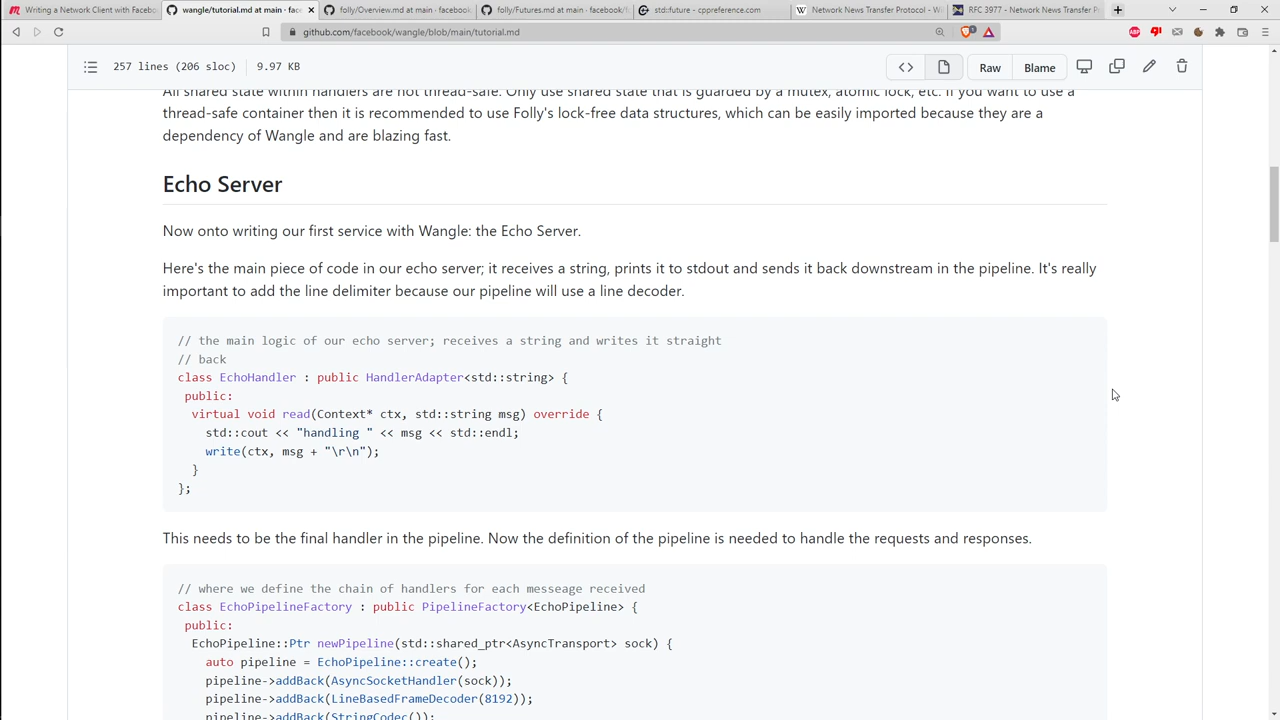 Writing a Network Client with Faceb
wangle/tutorial.md at main · face
folly/Overview.md at main · facebook
folly/Futures.md at main · facebook/
std::future - cppreference.com
Network News Transfer Protocol - Wi
RFC 3977 - Network News Transfer P
github.com/facebook/wangle/blob/main/tutorial.md
257 lines (206 sloc) 9.97 KB
Raw Blame
All shared state within handlers are not thread-safe. Only use shared state that is guarded by a mutex, atomic lock, etc. If you want to use a
thread-safe container then it is recommended to use Folly's lock-free data structures, which can be easily imported because they are a
dependency of Wangle and are blazing fast.
Echo Server
Now onto writing our first service with Wangle: the Echo Server.
Here's the main piece of code in our echo server; it receives a string, prints it to stdout and sends it back downstream in the pipeline. It's really
important to add the line delimiter because our pipeline will use a line decoder.
// the main logic of our echo server; receives a string and writes it straight
// back
class EchoHandler : public HandlerAdapter<std::string> {
public:
virtual void read(Context* ctx, std::string msg) override {
std::cout << "handling " << msg << std::endl;
write(ctx, msg + "\r\n");
}
};
This needs to be the final handler in the pipeline. Now the definition of the pipeline is needed to handle the requests and responses.
// where we define the chain of handlers for each messeage received
class EchoPipelineFactory : public PipelineFactory<EchoPipeline> {
public:
EchoPipeline::Ptr newPipeline(std::shared_ptr<AsyncTransport> sock) {
auto pipeline = EchoPipeline::create();
pipeline->addBack(AsyncSocketHandler(sock));
pipeline->addBack(LineBasedFrameDecoder(8192));
pipeline->addBack(StringCodec());